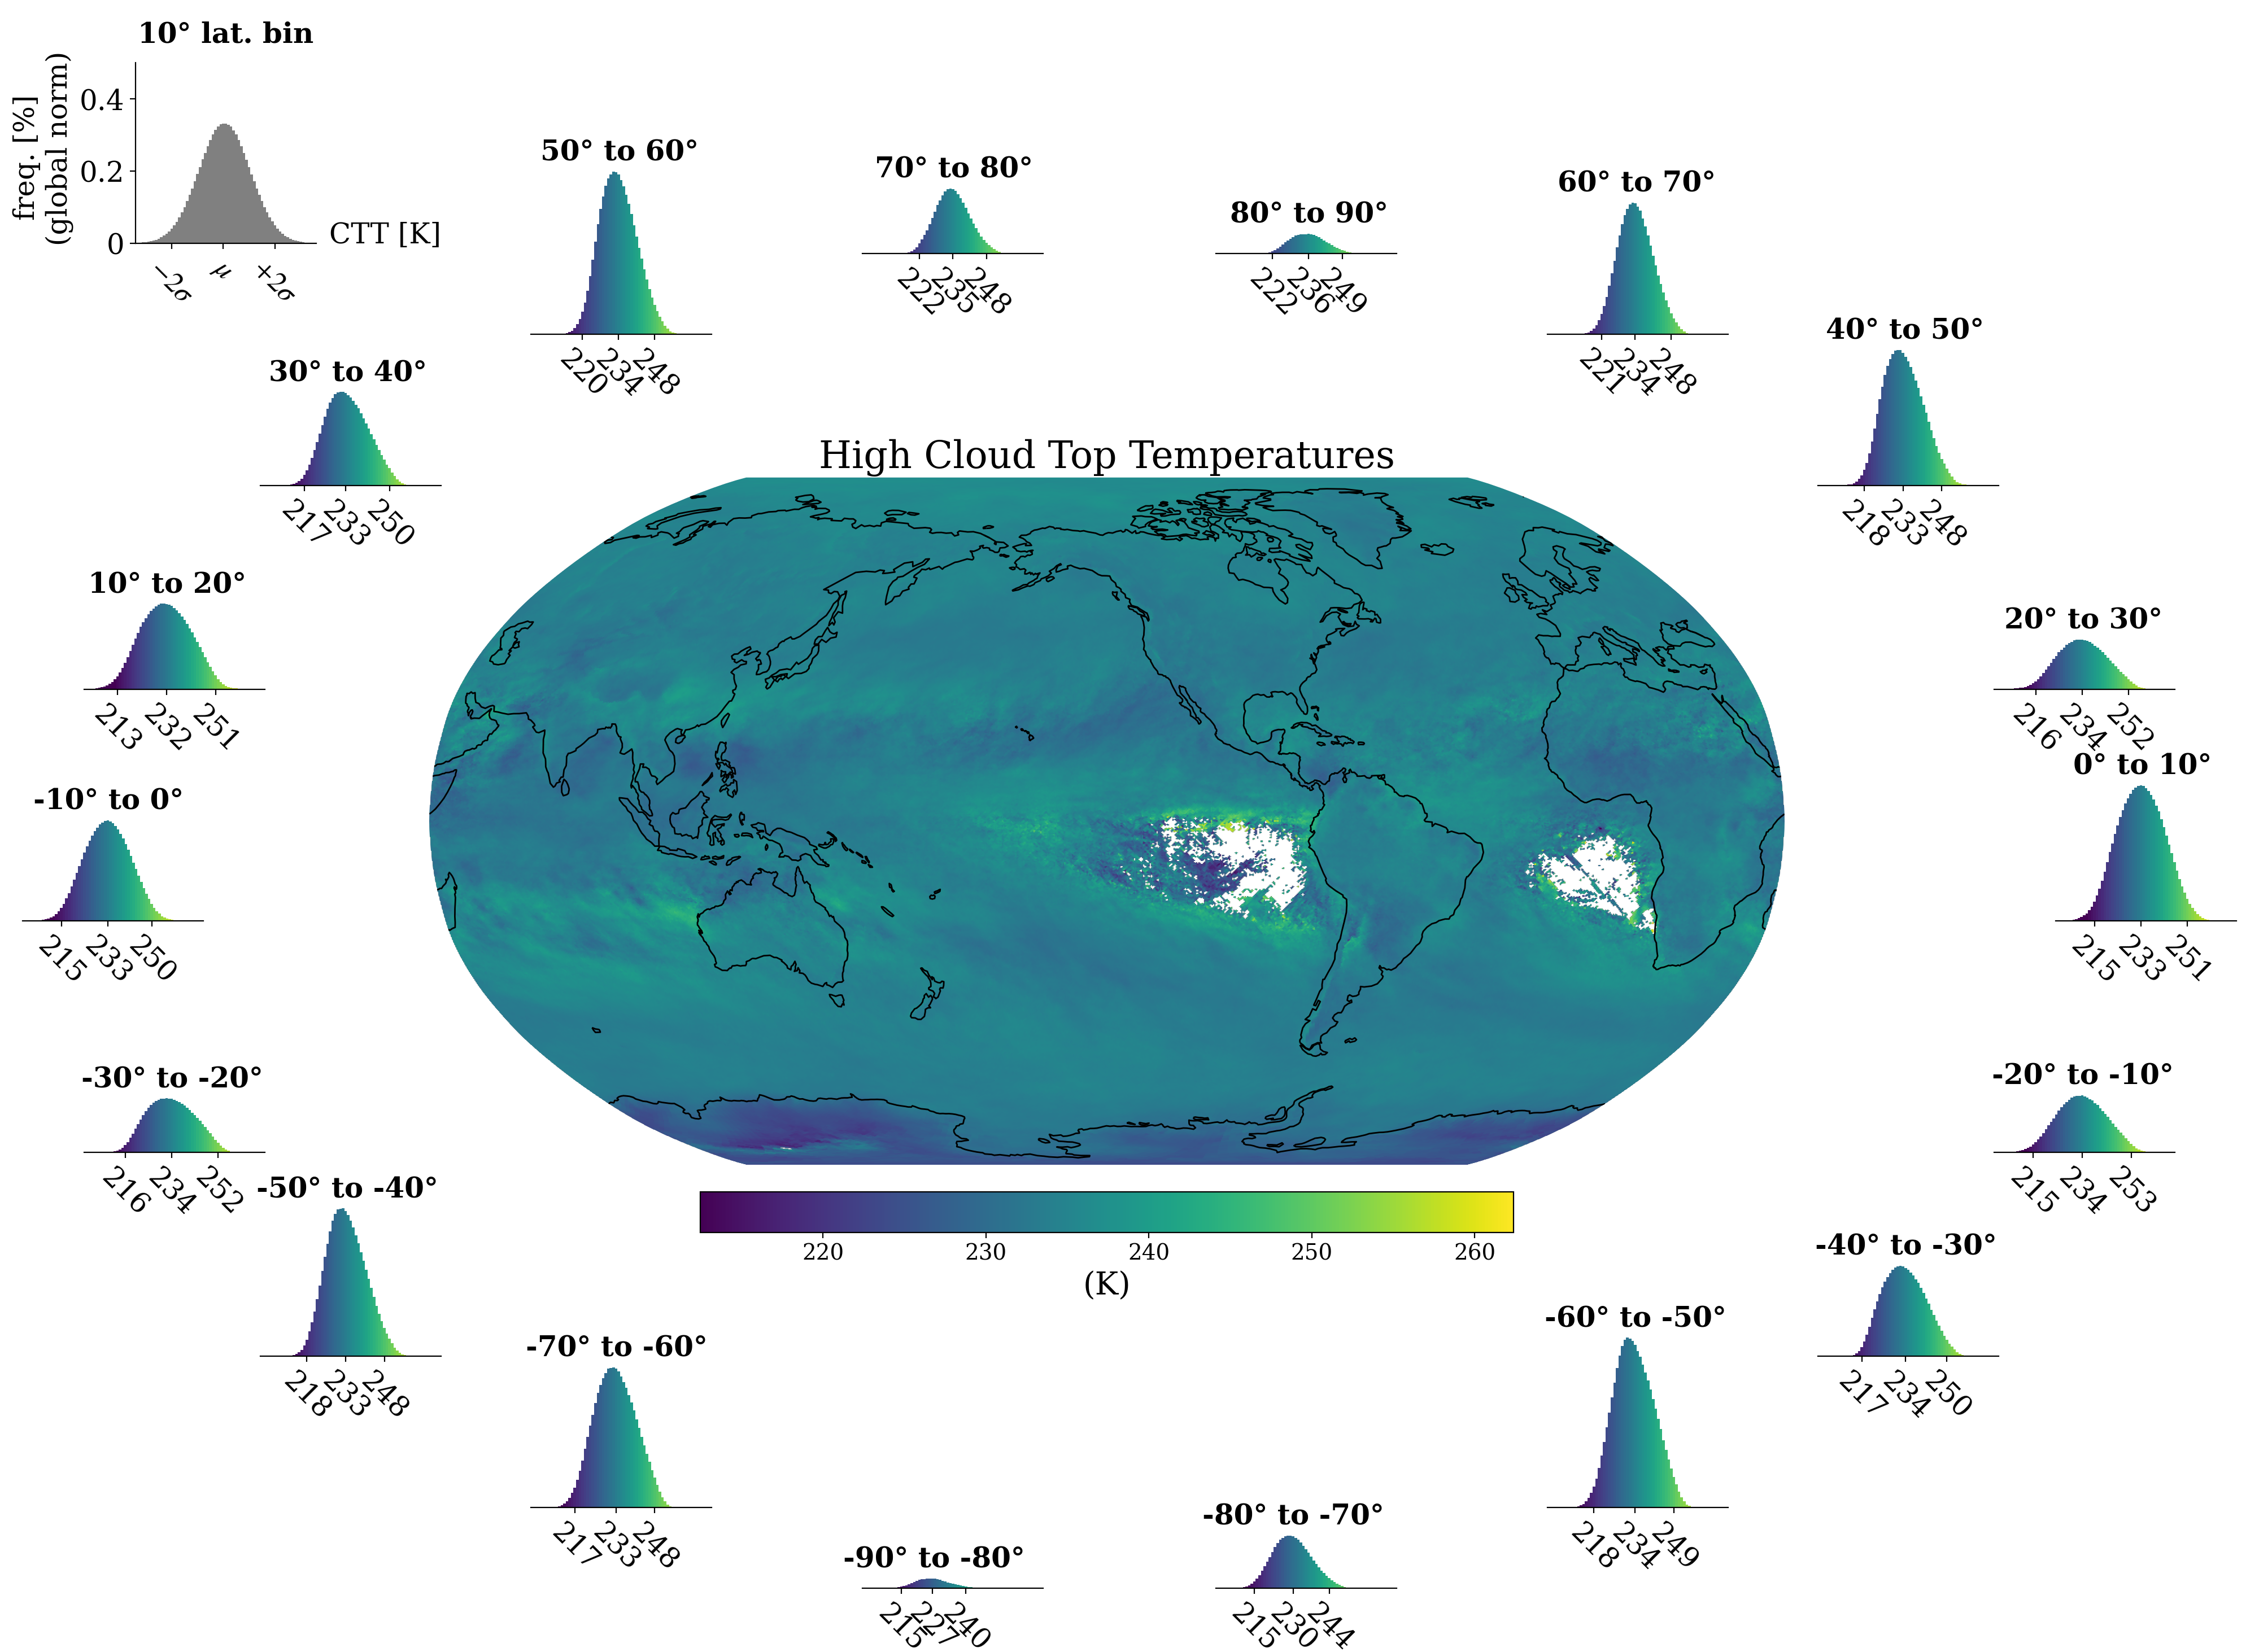 10° lat. bin
freq. [%]
(global norm)
0.4
0.2
0
CTT [K]
−2σ
μ
+2σ
50° to 60°
220
234
248
70° to 80°
222
235
248
80° to 90°
222
236
249
60° to 70°
221
234
248
30° to 40°
217
233
250
40° to 50°
218
233
248
High Cloud Top Temperatures
10° to 20°
213
232
251
20° to 30°
216
234
252
-10° to 0°
215
233
250
0° to 10°
215
233
251
-30° to -20°
216
234
252
-20° to -10°
215
234
253
-50° to -40°
218
233
248
220
230
240
250
260
(K)
-40° to -30°
217
234
250
-70° to -60°
217
233
248
-60° to -50°
218
234
249
-90° to -80°
215
227
240
-80° to -70°
215
230
244